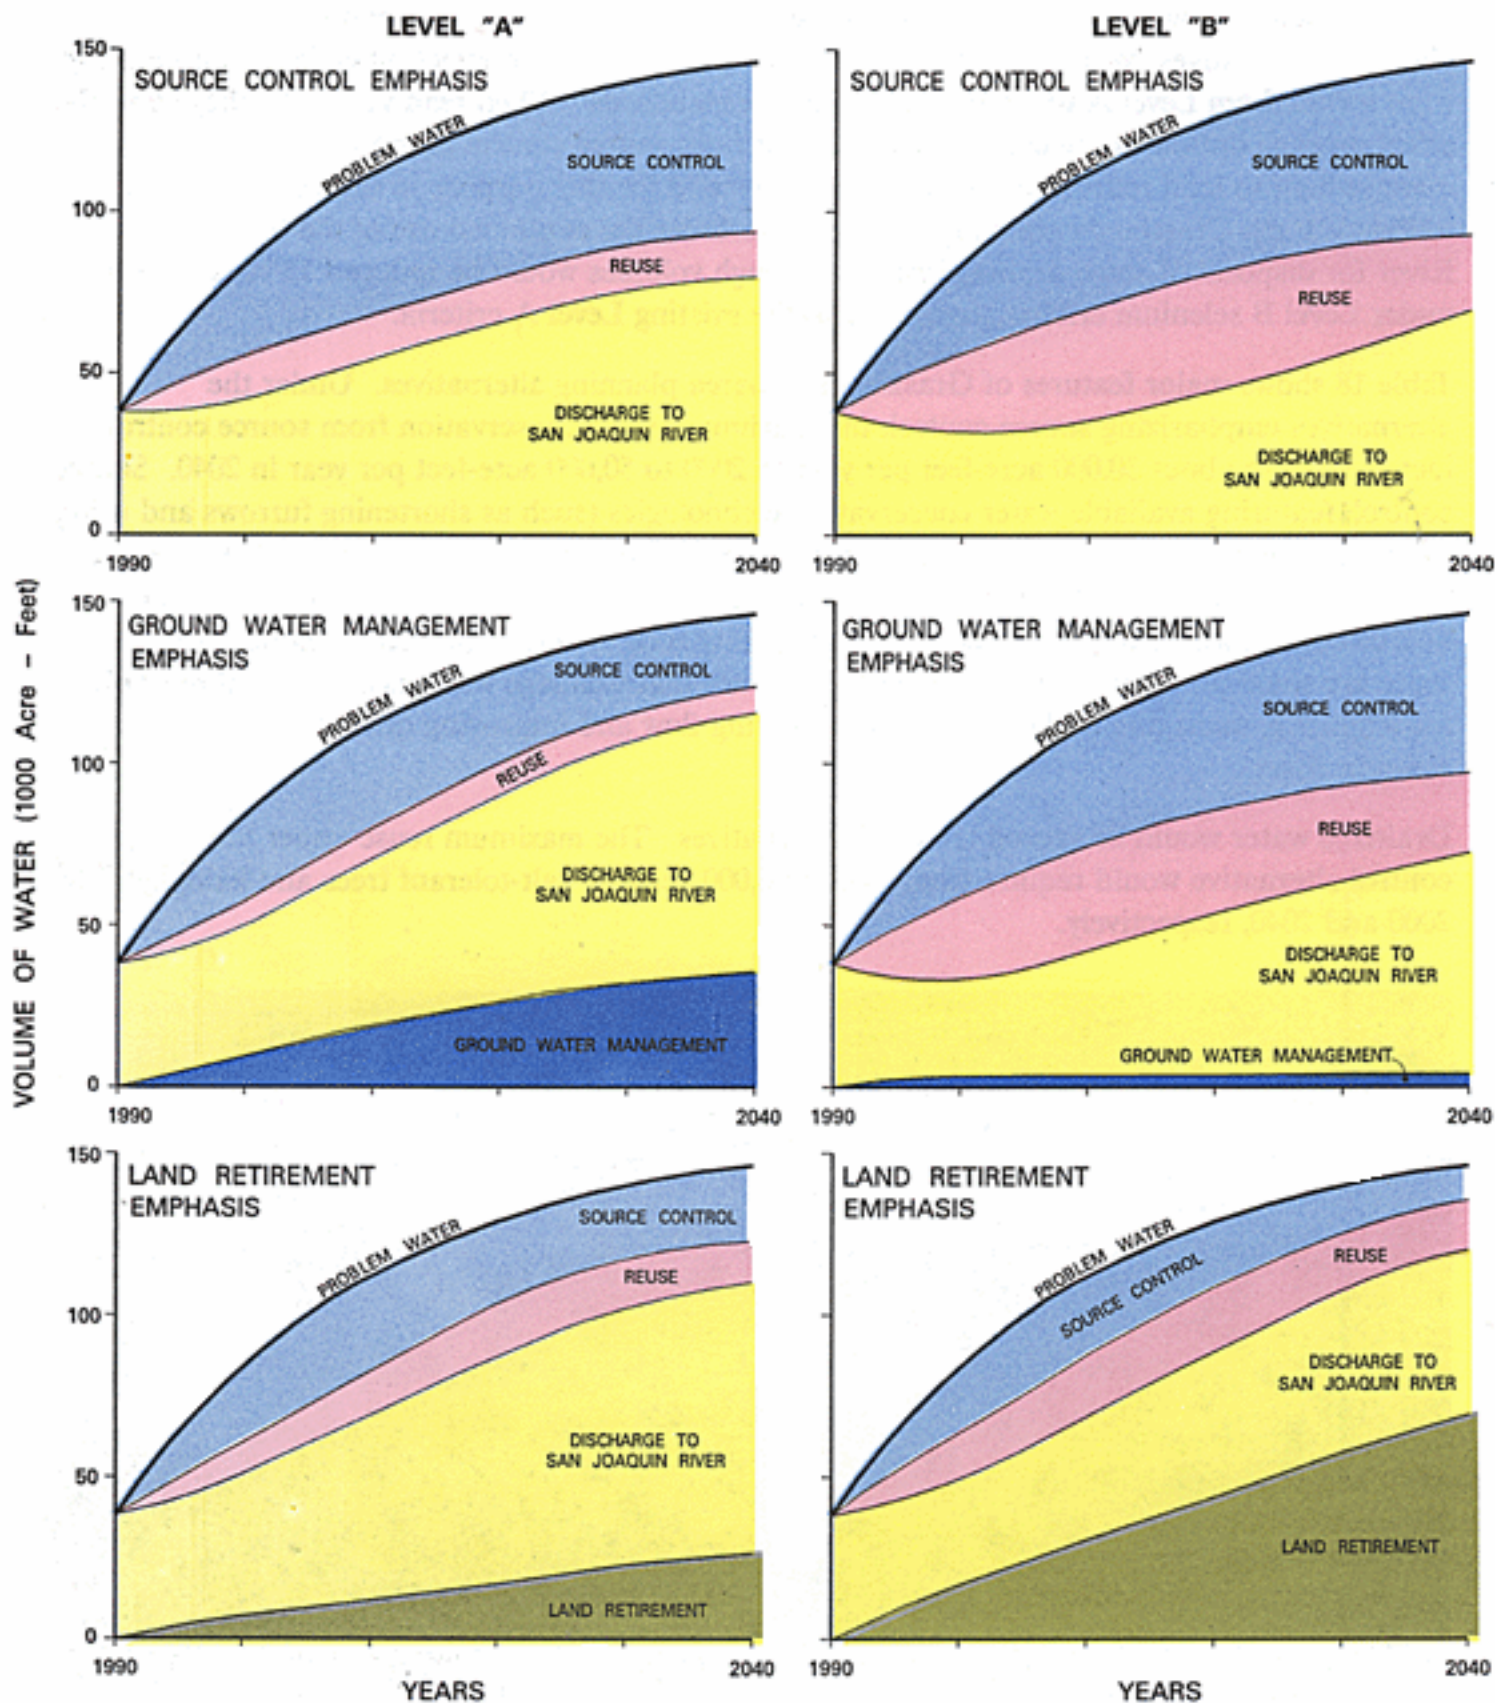 LEVEL "A"
LEVEL "B"
VOLUME OF WATER (1000 Acre – Feet)
150
100
50
0
SOURCE CONTROL EMPHASIS
PROBLEM WATER
SOURCE CONTROL
REUSE
DISCHARGE TO
SAN JOAQUIN RIVER
1990
2040
SOURCE CONTROL EMPHASIS
PROBLEM WATER
SOURCE CONTROL
REUSE
DISCHARGE TO
SAN JOAQUIN RIVER
1990
2040
150
100
50
0
GROUND WATER MANAGEMENT
EMPHASIS
PROBLEM WATER
SOURCE CONTROL
REUSE
DISCHARGE TO
SAN JOAQUIN RIVER
GROUND WATER MANAGEMENT
1990
2040
GROUND WATER MANAGEMENT
EMPHASIS
PROBLEM WATER
SOURCE CONTROL
REUSE
DISCHARGE TO
SAN JOAQUIN RIVER
GROUND WATER MANAGEMENT
1990
2040
150
100
50
0
LAND RETIREMENT
EMPHASIS
PROBLEM WATER
SOURCE CONTROL
REUSE
DISCHARGE TO
SAN JOAQUIN RIVER
LAND RETIREMENT
1990
2040
YEARS
LAND RETIREMENT
EMPHASIS
PROBLEM WATER
SOURCE CONTROL
REUSE
DISCHARGE TO
SAN JOAQUIN RIVER
LAND RETIREMENT
1990
2040
YEARS